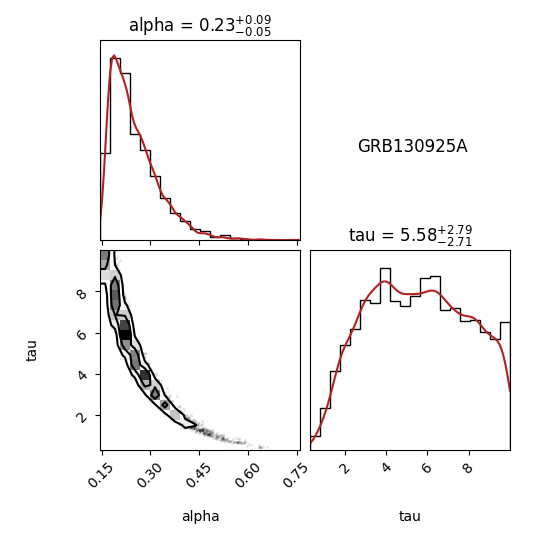 alpha = 0.23+0.09 −0.05
GRB130925A
tau = 5.58+2.79 −2.71
8
6
4
2
tau
0.15 0.30 0.45 0.60 0.75
2 4 6 8
alpha
tau